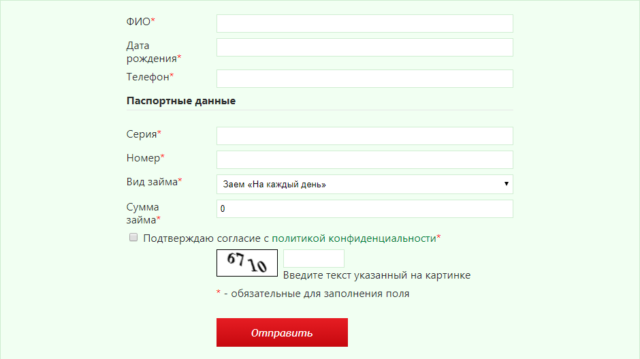 ФИО*
Дата
рождения*
Телефон*
Паспортные данные
Серия*
Номер*
Вид займа*
Заем «На каждый день»
Сумма
займа*
0
Подтверждаю согласие с политикой конфиденциальности*
6710
Введите текст указанный на картинке
* - обязательные для заполнения поля
Отправить